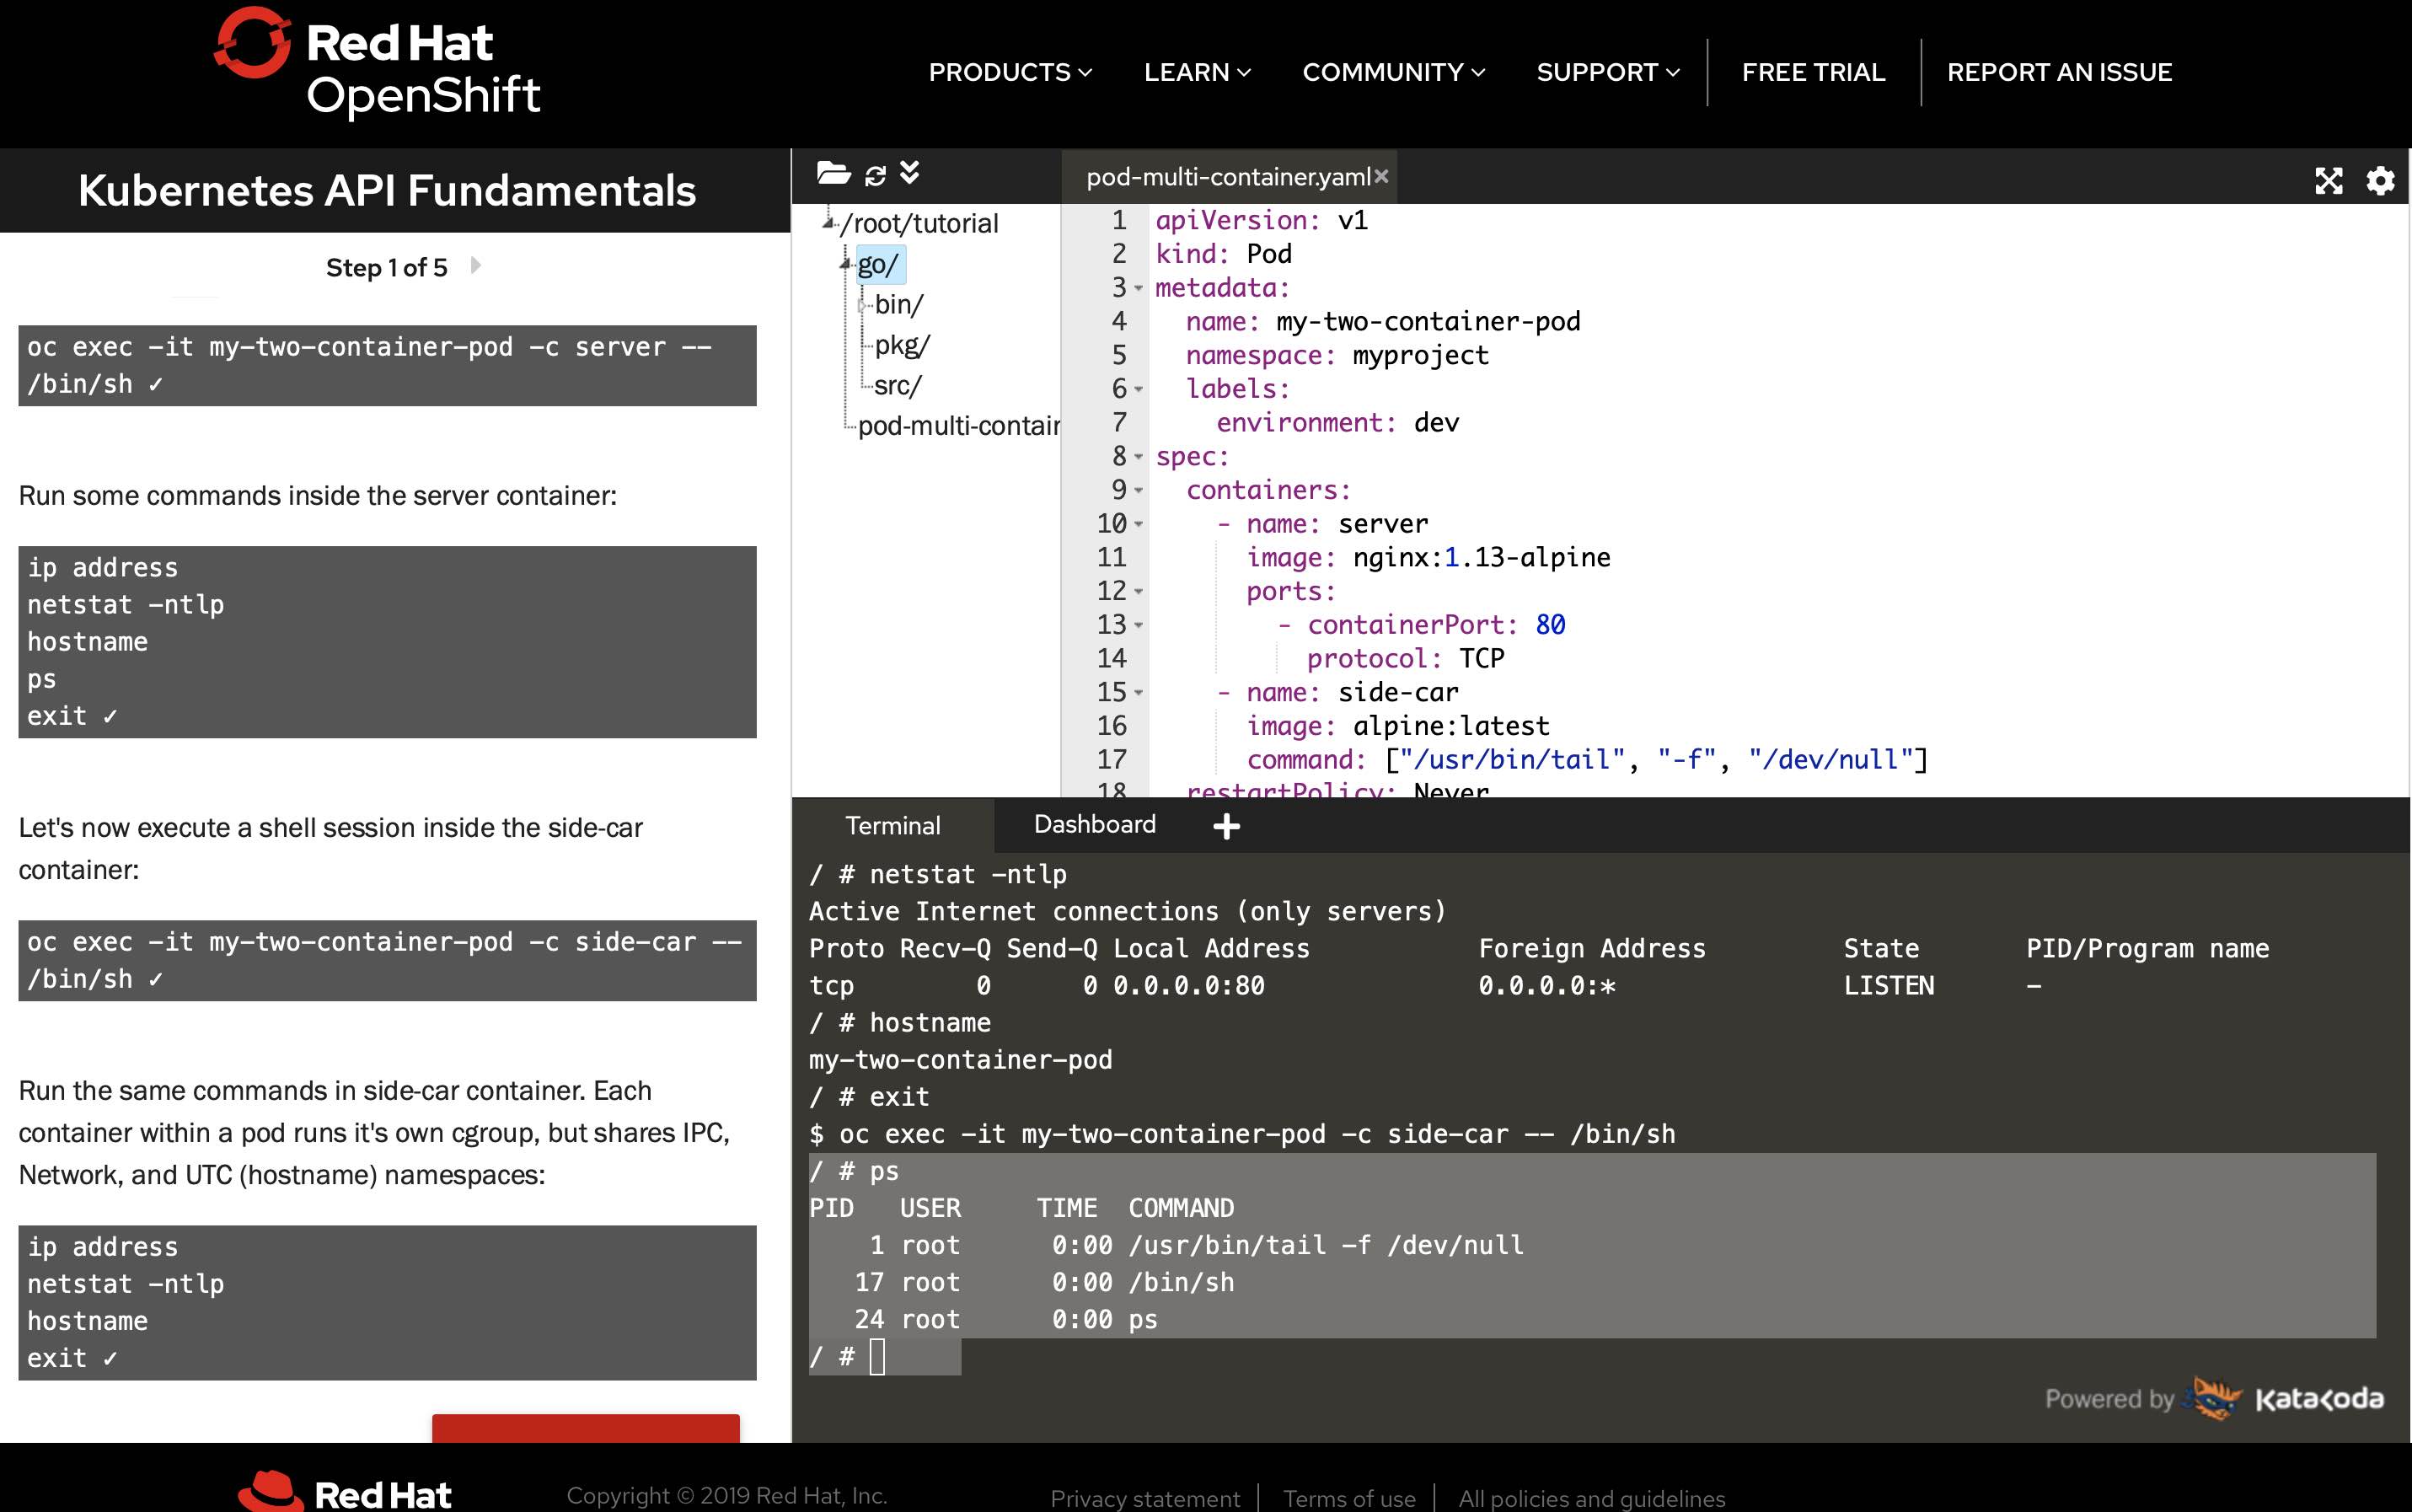 Red Hat
OpenShift
PRODUCTS LEARN COMMUNITY SUPPORT FREE TRIAL REPORT AN ISSUE
Kubernetes API Fundamentals
Step 1 of 5
oc exec -it my-two-container-pod -c server --
/bin/sh ✓
Run some commands inside the server container:
ip address
netstat -ntlp
hostname
ps
exit ✓
Let's now execute a shell session inside the side-car
container:
oc exec -it my-two-container-pod -c side-car --
/bin/sh ✓
Run the same commands in side-car container. Each
container within a pod runs it's own cgroup, but shares IPC,
Network, and UTC (hostname) namespaces:
ip address
netstat -ntlp
hostname
exit ✓
/root/tutorial
go/
bin/
pkg/
src/
pod-multi-contair
pod-multi-container.yaml
1 apiVersion: v1
2 kind: Pod
3 metadata:
4   name: my-two-container-pod
5   namespace: myproject
6   labels:
7     environment: dev
8 spec:
9   containers:
10     - name: server
11       image: nginx:1.13-alpine
12       ports:
13         - containerPort: 80
14           protocol: TCP
15     - name: side-car
16       image: alpine:latest
17       command: ["/usr/bin/tail", "-f", "/dev/null"]
18   restartPolicy: Never
Terminal Dashboard
/ # netstat -ntlp
Active Internet connections (only servers)
Proto Recv-Q Send-Q Local Address           Foreign Address         State       PID/Program name
tcp        0      0 0.0.0.0:80              0.0.0.0:*               LISTEN      -
/ # hostname
my-two-container-pod
/ # exit
$ oc exec -it my-two-container-pod -c side-car -- /bin/sh
/ # ps
PID   USER     TIME  COMMAND
    1 root      0:00 /usr/bin/tail -f /dev/null
   17 root      0:00 /bin/sh
   24 root      0:00 ps
/ #
Powered by Katacoda
Red Hat
Copyright © 2019 Red Hat, Inc.
Privacy statement Terms of use All policies and guidelines